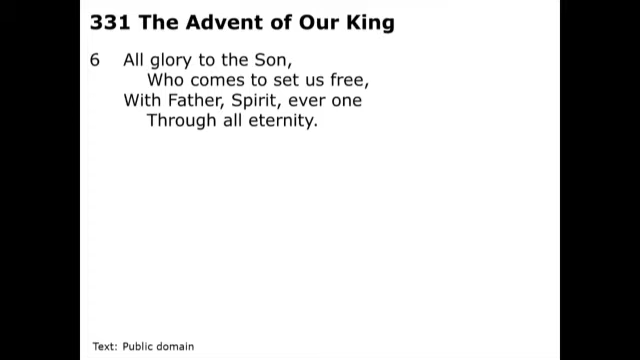 331 The Advent of Our King
6 All glory to the Son,
Who comes to set us free,
With Father, Spirit, ever one
Through all eternity.
Text: Public domain